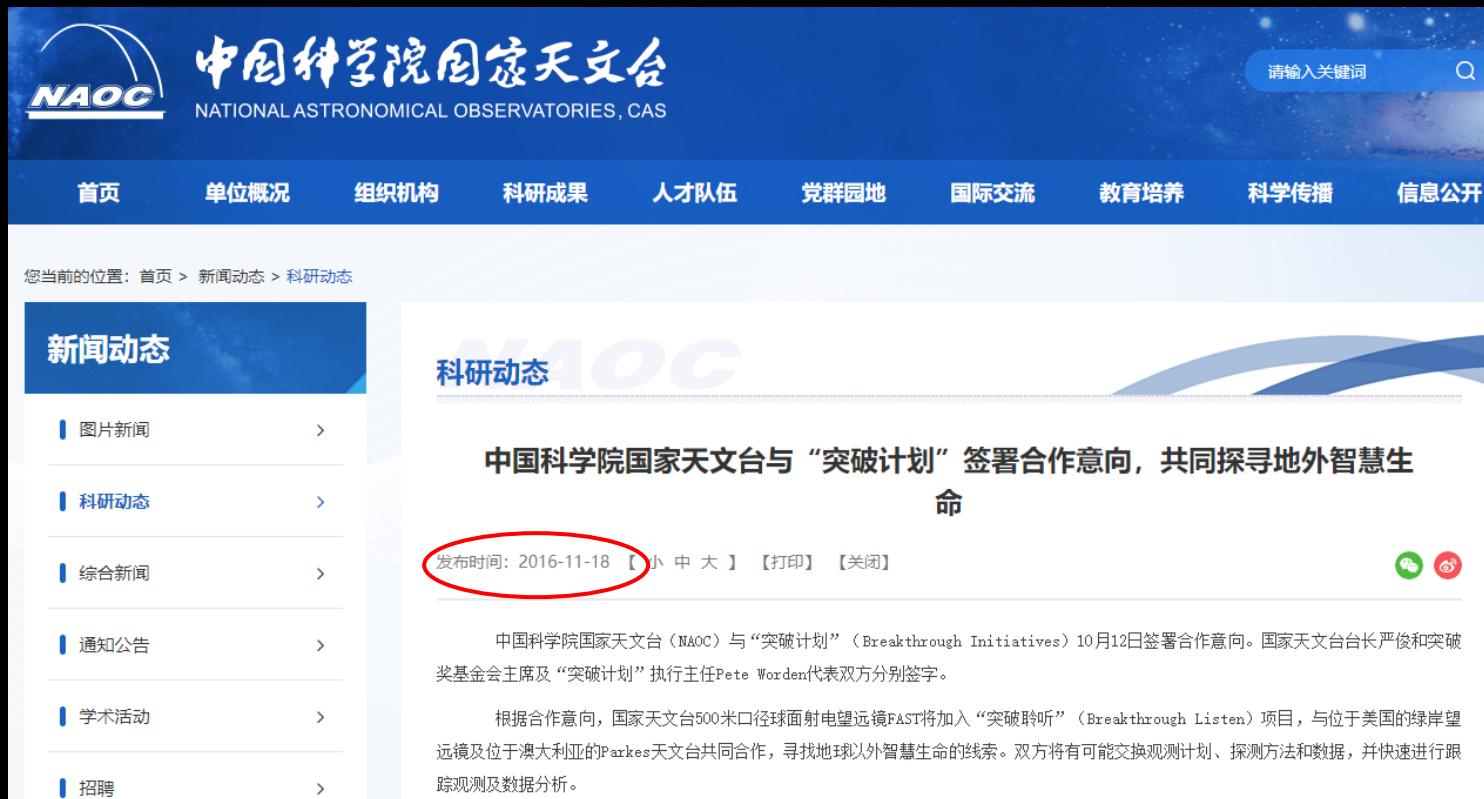 中国科学院国家天文台
NAOC
NATIONAL ASTRONOMICAL OBSERVATORIES, CAS
请输入关键词
首页 单位概况 组织机构 科研成果 人才队伍 党群园地 国际交流 教育培养 科学传播 信息公开
您当前的位置：首页 > 新闻动态 > 科研动态
新闻动态
图片新闻 >
科研动态 >
综合新闻 >
通知公告 >
学术活动 >
招聘 >
NAOC
科研动态
中国科学院国家天文台与“突破计划”签署合作意向，共同探寻地外智慧生
命
发布时间：2016-11-18 【 小 中 大 】 【打印】 【关闭】
中国科学院国家天文台（NAOC）与“突破计划”（Breakthrough Initiatives）10月12日签署合作意向。国家天文台台长严俊和突破
奖基金会主席及“突破计划”执行主任Pete Worden代表双方分别签字。
根据合作意向，国家天文台500米口径球面射电望远镜FAST将加入“突破聆听”（Breakthrough Listen）项目，与位于美国的绿岸望
远镜及位于澳大利亚的Parkes天文台共同合作，寻找地球以外智慧生命的线索。双方将有可能交换观测计划、探测方法和数据，并快速进行跟
踪观测及数据分析。